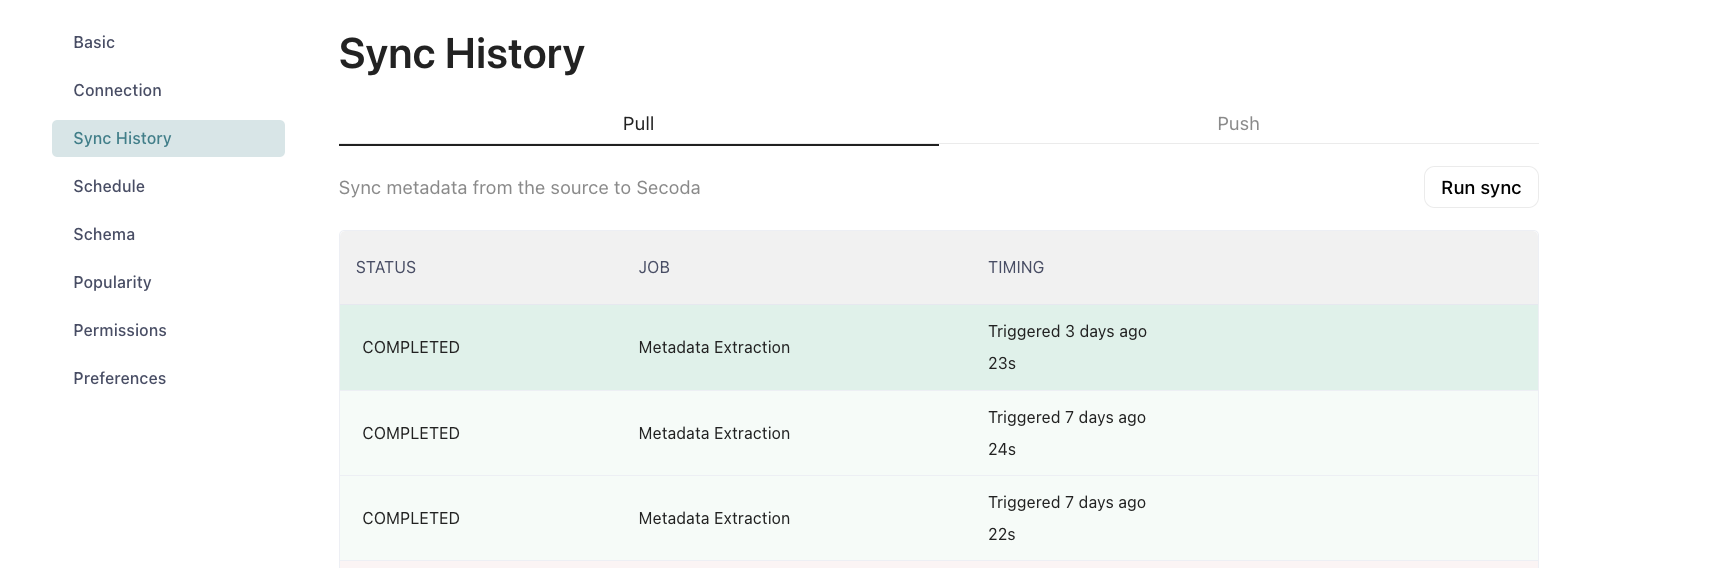 Basic
Connection
Sync History
Schedule
Schema
Popularity
Permissions
Preferences
Sync History
Pull Push
Sync metadata from the source to Secoda Run sync
STATUS JOB TIMING
COMPLETED Metadata Extraction Triggered 3 days ago
23s
COMPLETED Metadata Extraction Triggered 7 days ago
24s
COMPLETED Metadata Extraction Triggered 7 days ago
22s